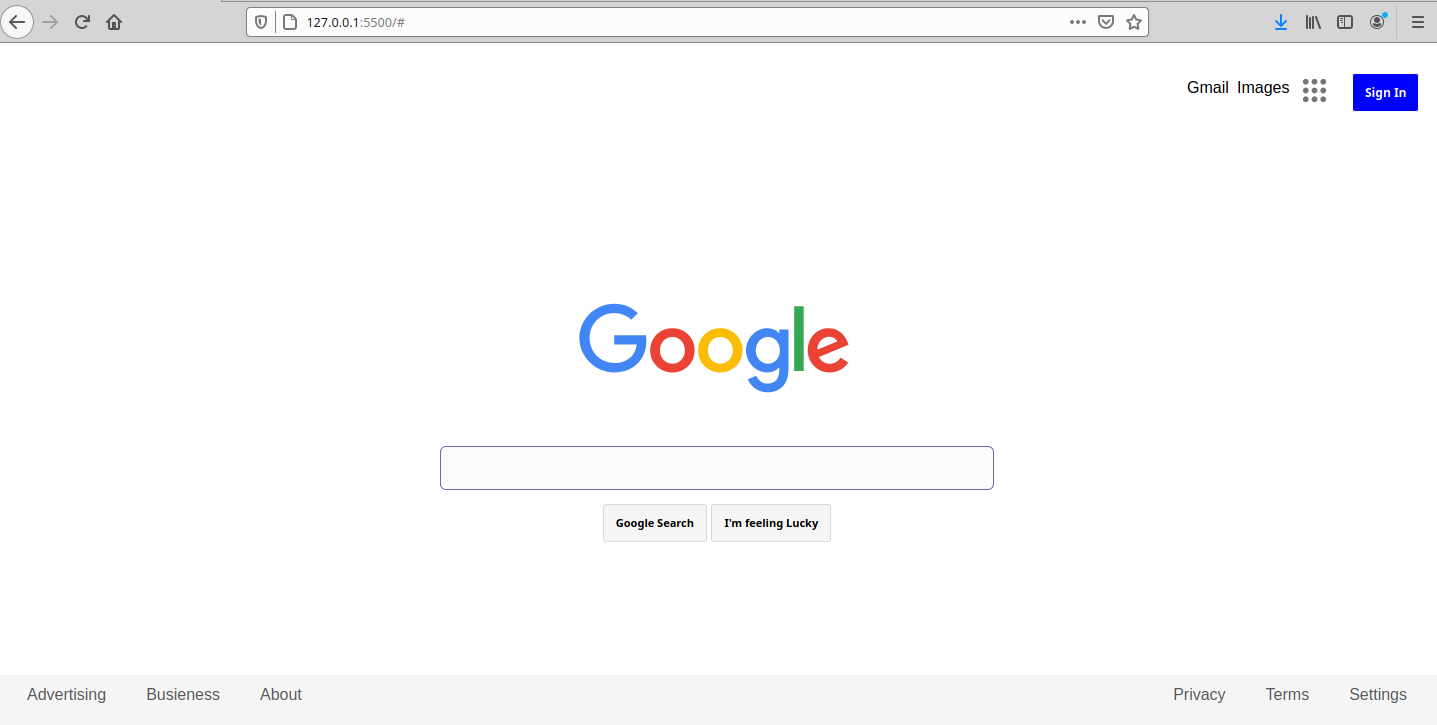 127.0.0.1:5500/#
Gmail Images
Sign In
Google
Google Search I'm feeling Lucky
Advertising Busieness About Privacy Terms Settings